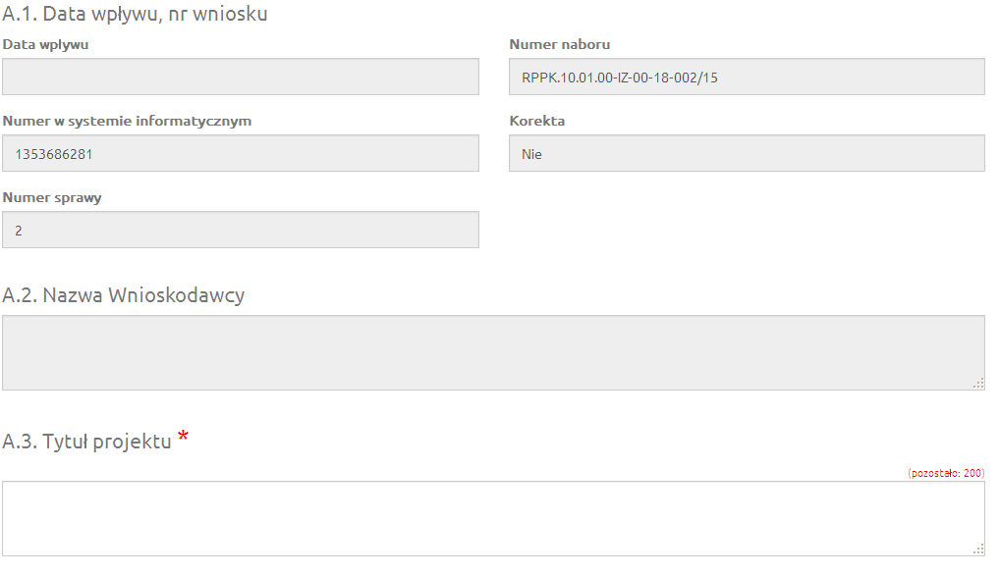 A.1. Data wpływu, nr wniosku
Data wpływu
Numer naboru
RPPK.10.01.00-IZ-00-18-002/15
Numer w systemie informatycznym
Korekta
1353686281
Nie
Numer sprawy
2
A.2. Nazwa Wnioskodawcy
A.3. Tytuł projektu *
(pozostało: 200)